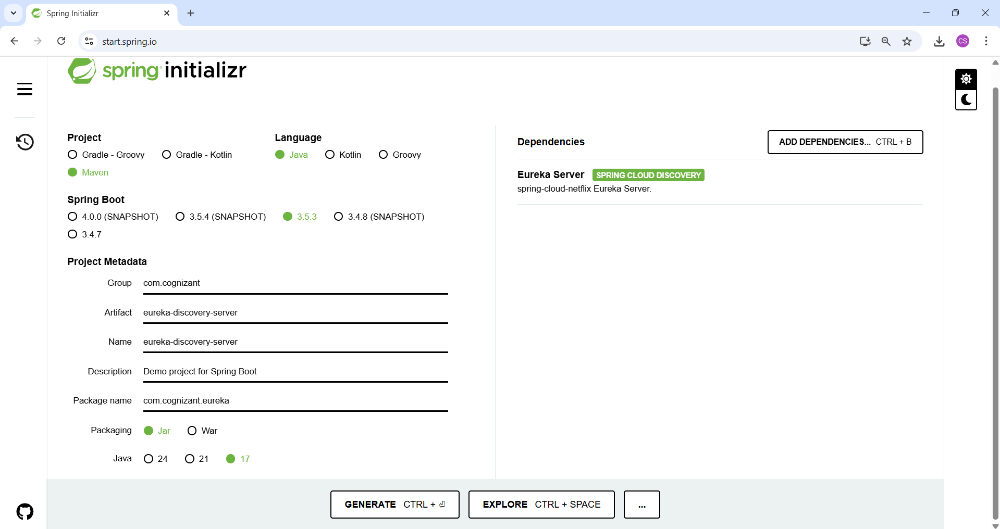 Spring Initializr
start.spring.io
CS
spring initializr
Project
Gradle - Groovy
Gradle - Kotlin
Maven
Language
Java
Kotlin
Groovy
Spring Boot
4.0.0 (SNAPSHOT)
3.5.4 (SNAPSHOT)
3.5.3
3.4.8 (SNAPSHOT)
3.4.7
Project Metadata
Group com.cognizant
Artifact eureka-discovery-server
Name eureka-discovery-server
Description Demo project for Spring Boot
Package name com.cognizant.eureka
Packaging Jar War
Java 24 21 17
Dependencies
ADD DEPENDENCIES... CTRL + B
Eureka Server SPRING CLOUD DISCOVERY
spring-cloud-netflix Eureka Server.
GENERATE CTRL + ⏎
EXPLORE CTRL + SPACE
...